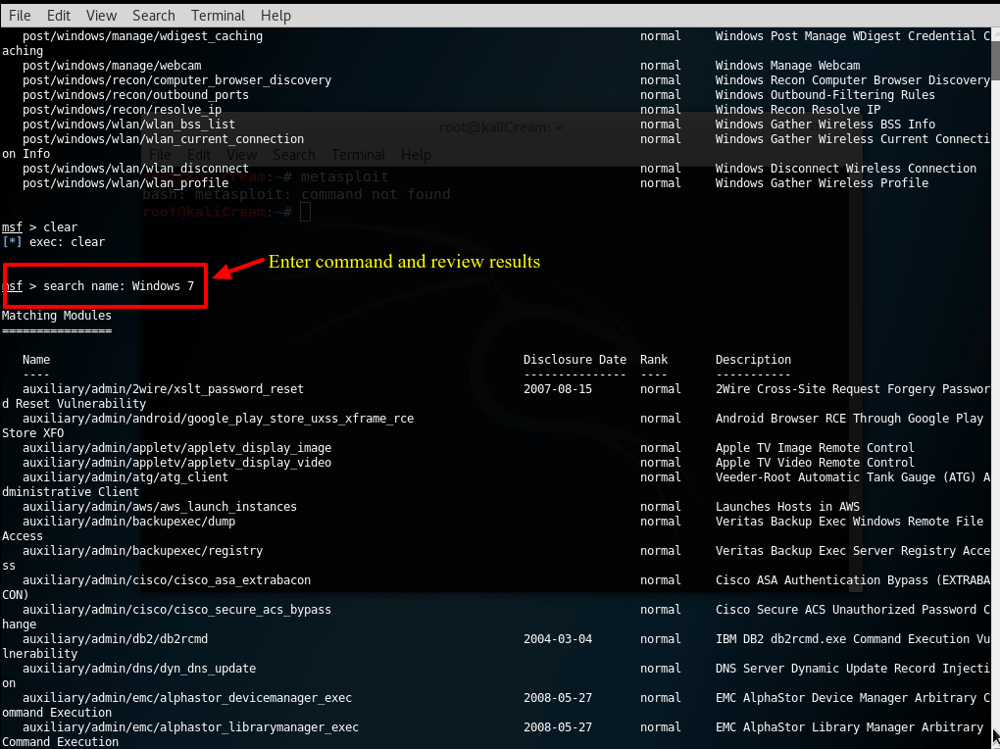 File Edit View Search Terminal Help
post/windows/manage/wdigest_caching normal Windows Post Manage WDigest Credential C
aching
post/windows/manage/webcam normal Windows Manage Webcam
post/windows/recon/computer_browser_discovery normal Windows Recon Computer Browser Discovery
post/windows/recon/outbound_ports normal Windows Outbound-Filtering Rules
post/windows/recon/resolve_ip normal Windows Recon Resolve IP
post/windows/wlan/wlan_bss_list normal Windows Gather Wireless BSS Info
root@kaliCream: ~
post/windows/wlan/wlan_current_connection normal Windows Gather Wireless Current Connecti
on Info
File Edit View Search Terminal Help
post/windows/wlan/wlan_disconnect normal Windows Disconnect Wireless Connection
:~# metasploit
post/windows/wlan/wlan_profile normal Windows Gather Wireless Profile
bash: metasploit: command not found
root@kaliCream:~#
msf > clear
[*] exec: clear
Enter command and review results
msf > search name: Windows 7
Matching Modules
================
Name Disclosure Date Rank Description
---- --------------- ---- -----------
auxiliary/admin/2wire/xslt_password_reset 2007-08-15 normal 2Wire Cross-Site Request Forgery Passwor
d Reset Vulnerability
auxiliary/admin/android/google_play_store_uxss_xframe_rce normal Android Browser RCE Through Google Play
Store XFO
auxiliary/admin/appletv/appletv_display_image normal Apple TV Image Remote Control
auxiliary/admin/appletv/appletv_display_video normal Apple TV Video Remote Control
auxiliary/admin/atg/atg_client normal Veeder-Root Automatic Tank Gauge (ATG) A
dministrative Client
auxiliary/admin/aws/aws_launch_instances normal Launches Hosts in AWS
auxiliary/admin/backupexec/dump normal Veritas Backup Exec Windows Remote File
Access
auxiliary/admin/backupexec/registry normal Veritas Backup Exec Server Registry Acce
ss
auxiliary/admin/cisco/cisco_asa_extrabacon normal Cisco ASA Authentication Bypass (EXTRABA
CON)
auxiliary/admin/cisco/cisco_secure_acs_bypass normal Cisco Secure ACS Unauthorized Password C
hange
auxiliary/admin/db2/db2rcmd 2004-03-04 normal IBM DB2 db2rcmd.exe Command Execution Vu
lnerability
auxiliary/admin/dns/dyn_dns_update normal DNS Server Dynamic Update Record Injecti
on
auxiliary/admin/emc/alphastor_devicemanager_exec 2008-05-27 normal EMC AlphaStor Device Manager Arbitrary C
ommand Execution
auxiliary/admin/emc/alphastor_librarymanager_exec 2008-05-27 normal EMC AlphaStor Library Manager Arbitrary
Command Execution